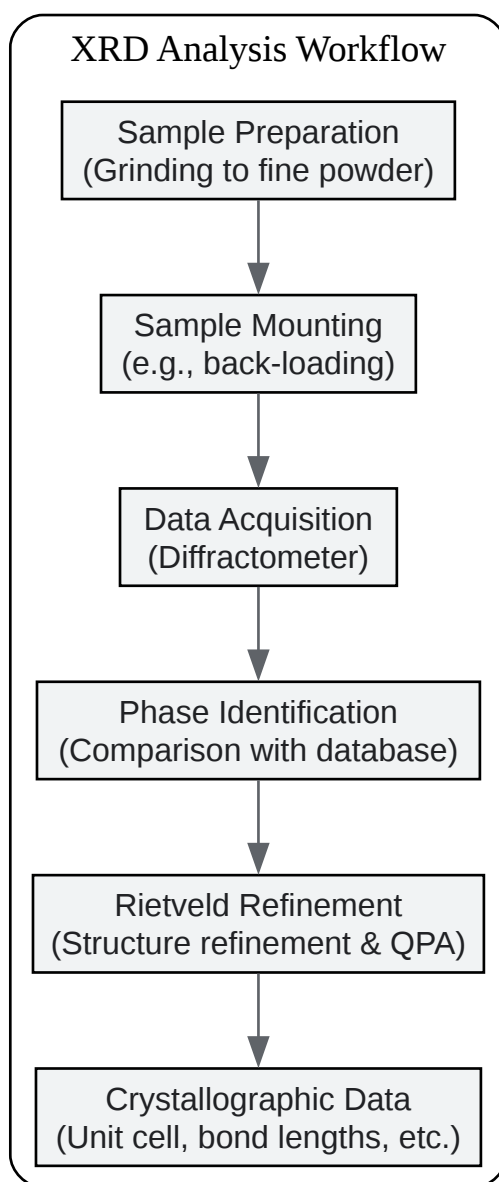 XRD Analysis Workflow
Sample Preparation
(Grinding to fine powder)
Sample Mounting
(e.g., back-loading)
Data Acquisition
(Diffractometer)
Phase Identification
(Comparison with database)
Rietveld Refinement
(Structure refinement & QPA)
Crystallographic Data
(Unit cell, bond lengths, etc.)